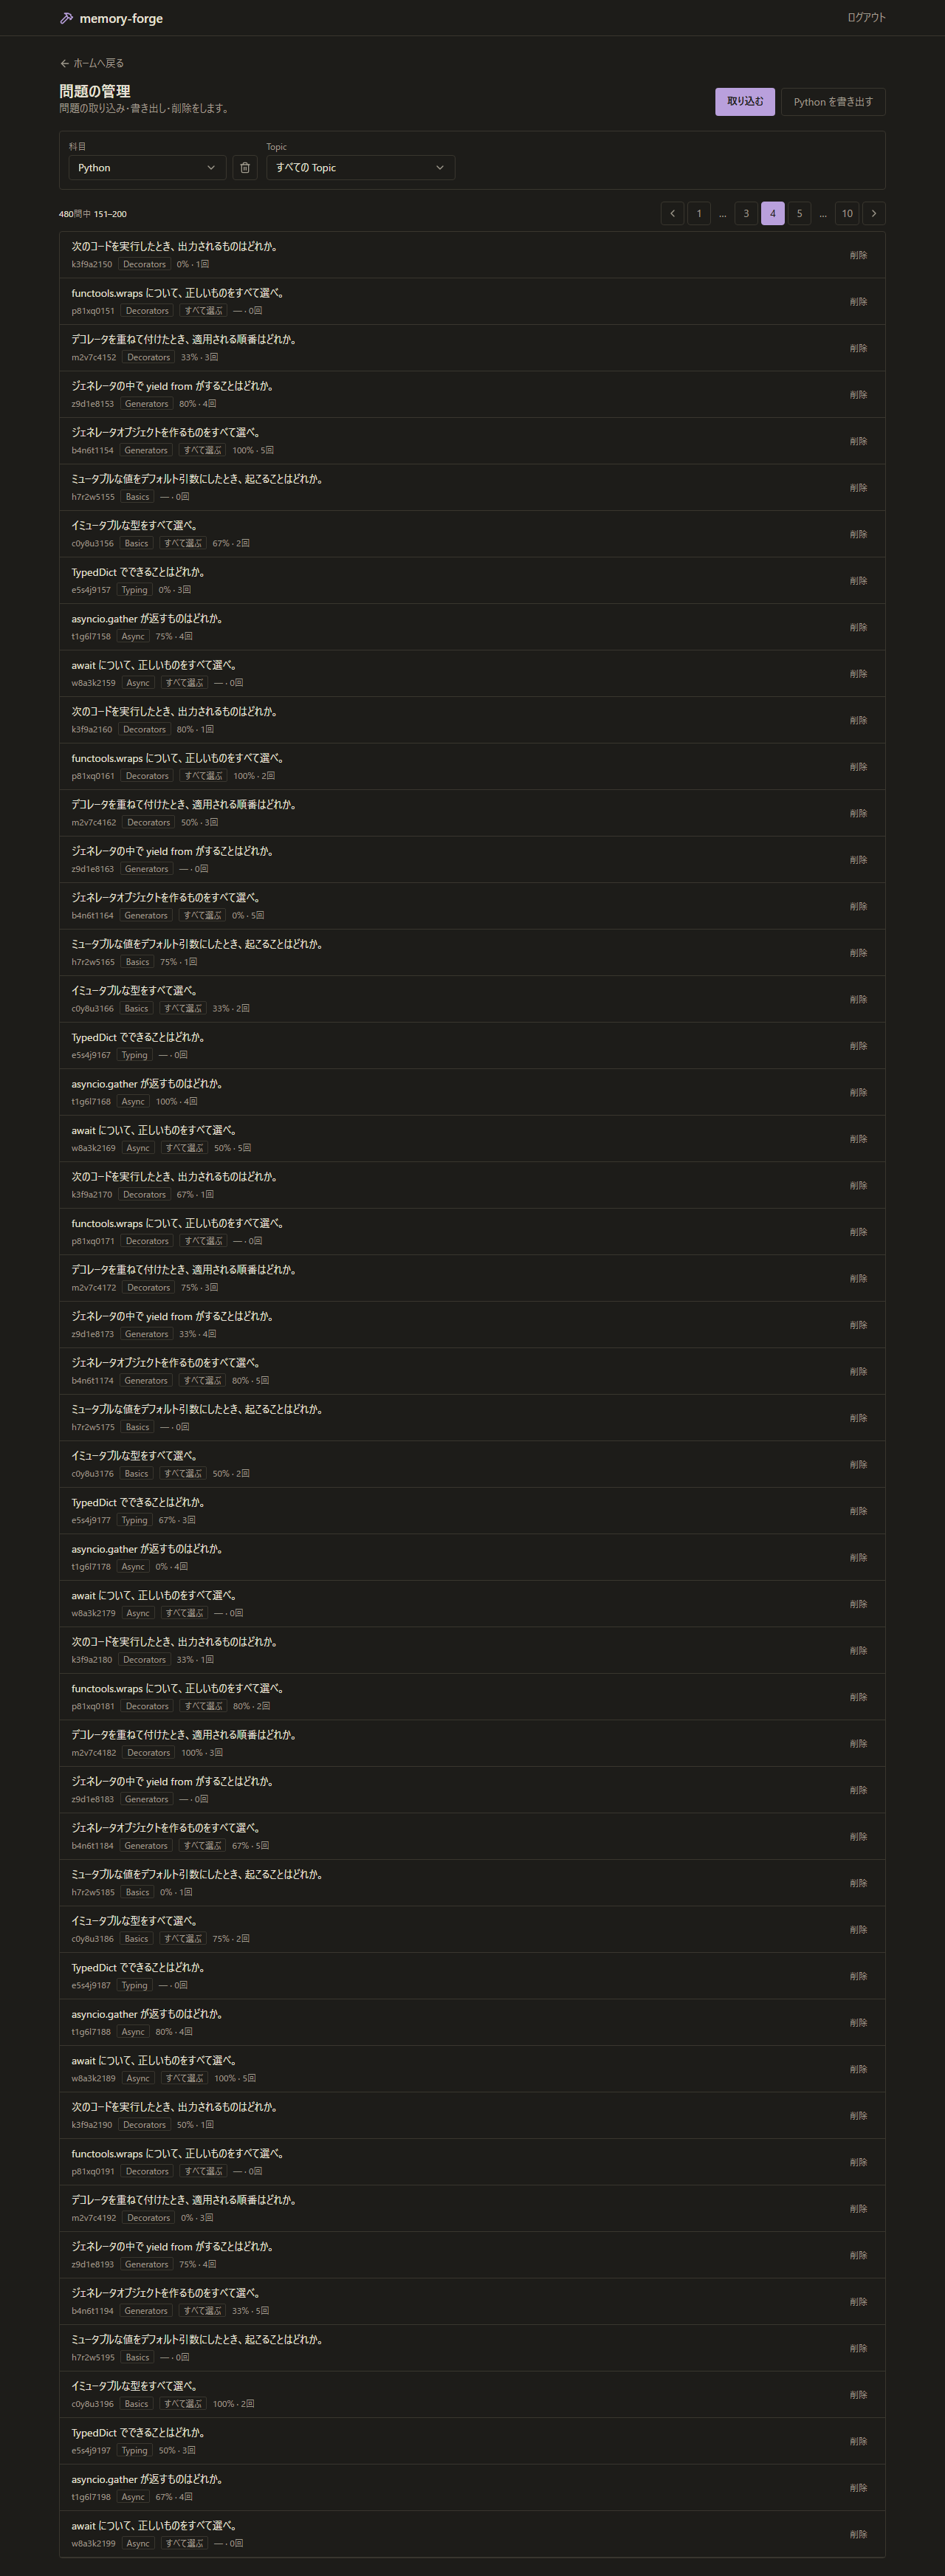 memory-forge
ログアウト
← ホームへ戻る
問題の管理
問題の取り込み・書き出し・削除をします。
取り込む
Python を書き出す
科目
Topic
Python
すべての Topic
480問中 151–200
1 … 3 4 5 … 10
次のコードを実行したとき、出力されるものはどれか。
k3f9a2150 Decorators 0% · 1回
削除
functools.wraps について、正しいものをすべて選べ。
p81xq0151 Decorators すべて選ぶ — · 0回
削除
デコレータを重ねて付けたとき、適用される順番はどれか。
m2v7c4152 Decorators 33% · 3回
削除
ジェネレータの中で yield from がすることはどれか。
z9d1e8153 Generators 80% · 4回
削除
ジェネレータオブジェクトを作るものをすべて選べ。
b4n6t1154 Generators すべて選ぶ 100% · 5回
削除
ミュータブルな値をデフォルト引数にしたとき、起こることはどれか。
h7r2w5155 Basics — · 0回
削除
イミュータブルな型をすべて選べ。
c0y8u3156 Basics すべて選ぶ 67% · 2回
削除
TypedDict でできることはどれか。
e5s4j9157 Typing 0% · 3回
削除
asyncio.gather が返すものはどれか。
t1g6l7158 Async 75% · 4回
削除
await について、正しいものをすべて選べ。
w8a3k2159 Async すべて選ぶ — · 0回
削除
次のコードを実行したとき、出力されるものはどれか。
k3f9a2160 Decorators 80% · 1回
削除
functools.wraps について、正しいものをすべて選べ。
p81xq0161 Decorators すべて選ぶ 100% · 2回
削除
デコレータを重ねて付けたとき、適用される順番はどれか。
m2v7c4162 Decorators 50% · 3回
削除
ジェネレータの中で yield from がすることはどれか。
z9d1e8163 Generators — · 0回
削除
ジェネレータオブジェクトを作るものをすべて選べ。
b4n6t1164 Generators すべて選ぶ 0% · 5回
削除
ミュータブルな値をデフォルト引数にしたとき、起こることはどれか。
h7r2w5165 Basics 75% · 1回
削除
イミュータブルな型をすべて選べ。
c0y8u3166 Basics すべて選ぶ 33% · 2回
削除
TypedDict でできることはどれか。
e5s4j9167 Typing — · 0回
削除
asyncio.gather が返すものはどれか。
t1g6l7168 Async 100% · 4回
削除
await について、正しいものをすべて選べ。
w8a3k2169 Async すべて選ぶ 50% · 5回
削除
次のコードを実行したとき、出力されるものはどれか。
k3f9a2170 Decorators 67% · 1回
削除
functools.wraps について、正しいものをすべて選べ。
p81xq0171 Decorators すべて選ぶ — · 0回
削除
デコレータを重ねて付けたとき、適用される順番はどれか。
m2v7c4172 Decorators 75% · 3回
削除
ジェネレータの中で yield from がすることはどれか。
z9d1e8173 Generators 33% · 4回
削除
ジェネレータオブジェクトを作るものをすべて選べ。
b4n6t1174 Generators すべて選ぶ 80% · 5回
削除
ミュータブルな値をデフォルト引数にしたとき、起こることはどれか。
h7r2w5175 Basics — · 0回
削除
イミュータブルな型をすべて選べ。
c0y8u3176 Basics すべて選ぶ 50% · 2回
削除
TypedDict でできることはどれか。
e5s4j9177 Typing 67% · 3回
削除
asyncio.gather が返すものはどれか。
t1g6l7178 Async 0% · 4回
削除
await について、正しいものをすべて選べ。
w8a3k2179 Async すべて選ぶ — · 0回
削除
次のコードを実行したとき、出力されるものはどれか。
k3f9a2180 Decorators 33% · 1回
削除
functools.wraps について、正しいものをすべて選べ。
p81xq0181 Decorators すべて選ぶ 80% · 2回
削除
デコレータを重ねて付けたとき、適用される順番はどれか。
m2v7c4182 Decorators 100% · 3回
削除
ジェネレータの中で yield from がすることはどれか。
z9d1e8183 Generators — · 0回
削除
ジェネレータオブジェクトを作るものをすべて選べ。
b4n6t1184 Generators すべて選ぶ 67% · 5回
削除
ミュータブルな値をデフォルト引数にしたとき、起こることはどれか。
h7r2w5185 Basics 0% · 1回
削除
イミュータブルな型をすべて選べ。
c0y8u3186 Basics すべて選ぶ 75% · 2回
削除
TypedDict でできることはどれか。
e5s4j9187 Typing — · 0回
削除
asyncio.gather が返すものはどれか。
t1g6l7188 Async 80% · 4回
削除
await について、正しいものをすべて選べ。
w8a3k2189 Async すべて選ぶ 100% · 5回
削除
次のコードを実行したとき、出力されるものはどれか。
k3f9a2190 Decorators 50% · 1回
削除
functools.wraps について、正しいものをすべて選べ。
p81xq0191 Decorators すべて選ぶ — · 0回
削除
デコレータを重ねて付けたとき、適用される順番はどれか。
m2v7c4192 Decorators 0% · 3回
削除
ジェネレータの中で yield from がすることはどれか。
z9d1e8193 Generators 75% · 4回
削除
ジェネレータオブジェクトを作るものをすべて選べ。
b4n6t1194 Generators すべて選ぶ 33% · 5回
削除
ミュータブルな値をデフォルト引数にしたとき、起こることはどれか。
h7r2w5195 Basics — · 0回
削除
イミュータブルな型をすべて選べ。
c0y8u3196 Basics すべて選ぶ 100% · 2回
削除
TypedDict でできることはどれか。
e5s4j9197 Typing 50% · 3回
削除
asyncio.gather が返すものはどれか。
t1g6l7198 Async 67% · 4回
削除
await について、正しいものをすべて選べ。
w8a3k2199 Async すべて選ぶ — · 0回
削除